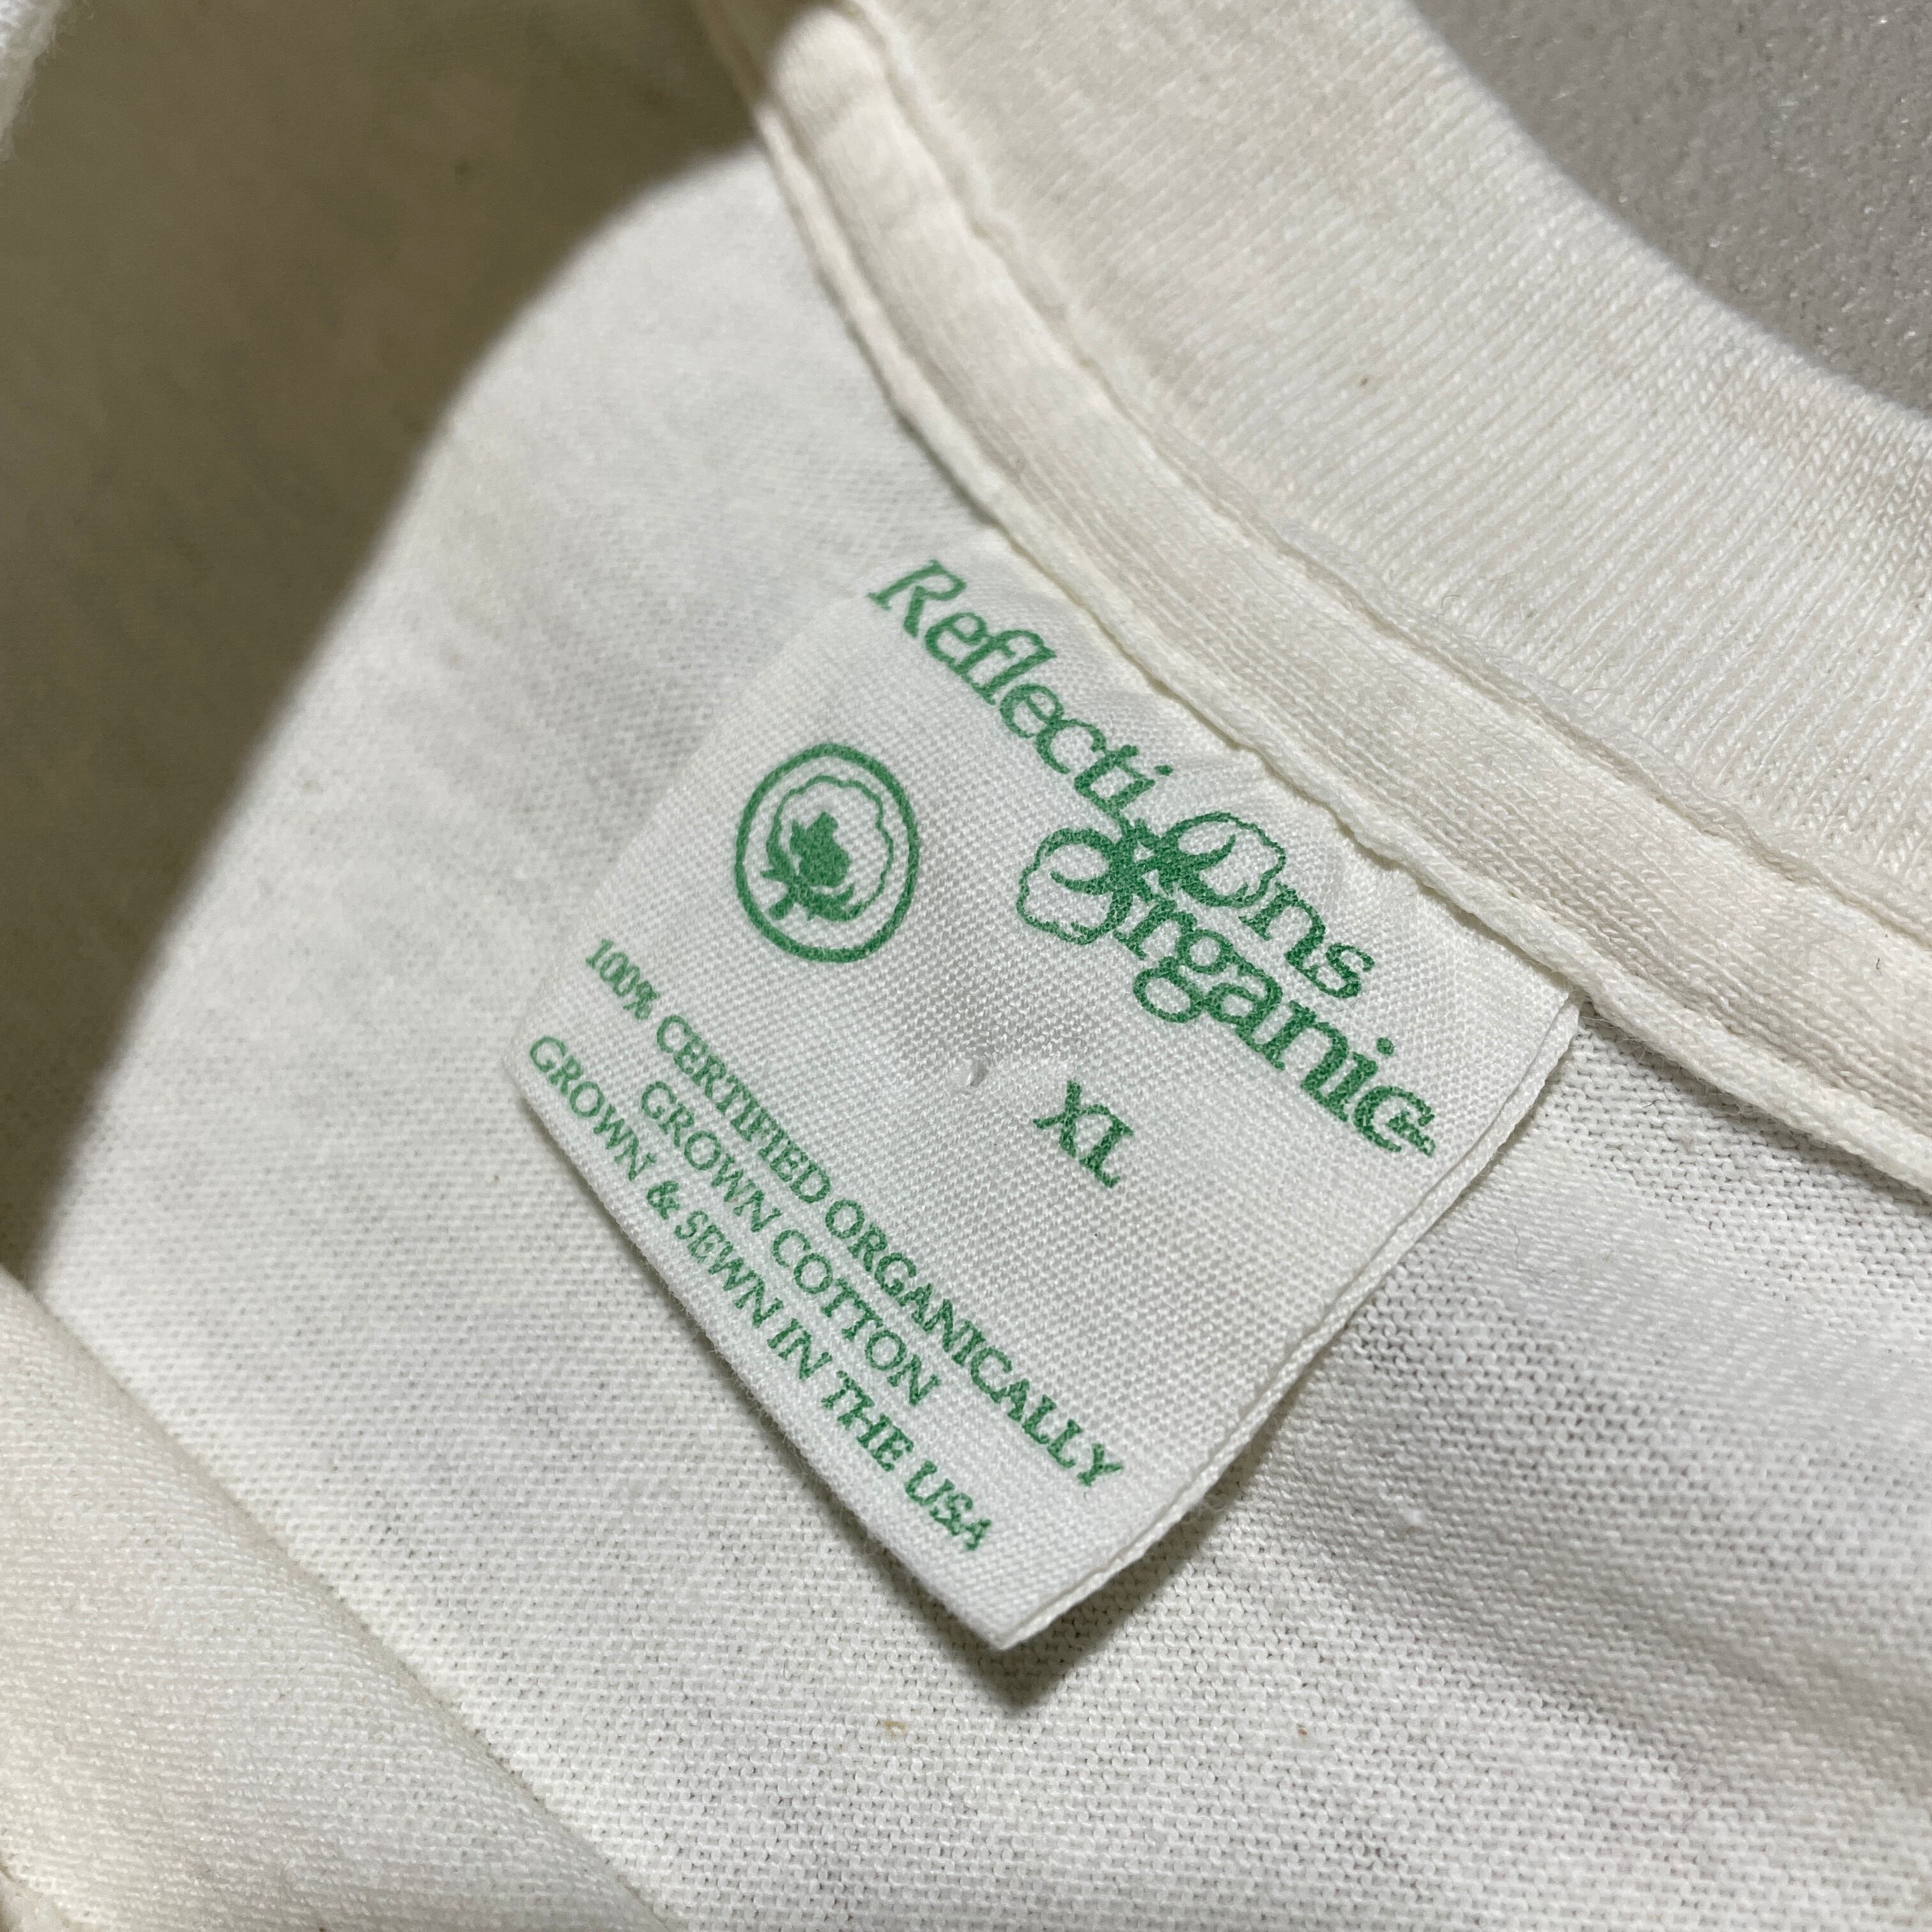 Reflections
Organic
XL
100% CERTIFIED ORGANICALLY
GROWN COTTON
GROWN & SEWN IN THE USA